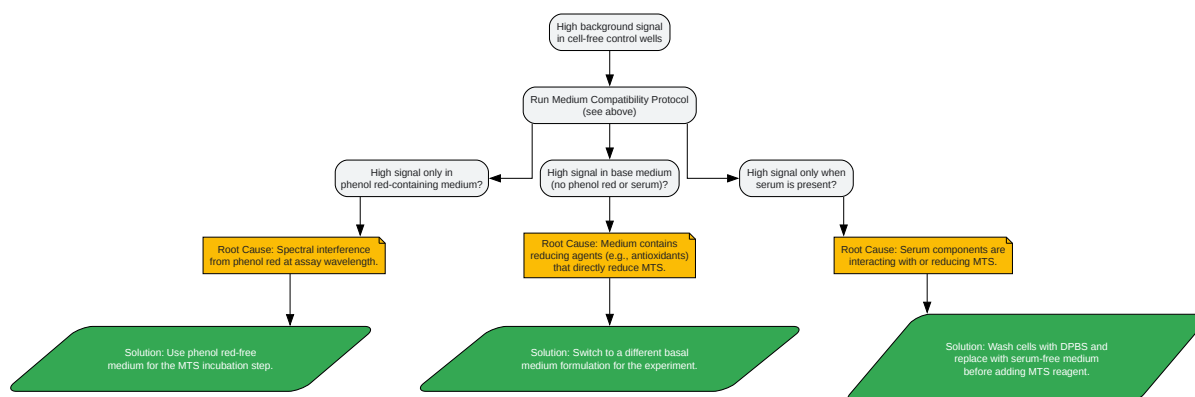 High background signal
in cell-free control wells
Run Medium Compatibility Protocol
(see above)
High signal only in
phenol red-containing medium?
High signal in base medium
(no phenol red or serum)?
High signal only when
serum is present?
Root Cause: Spectral interference
from phenol red at assay wavelength.
Root Cause: Medium contains
reducing agents (e.g., antioxidants)
that directly reduce MTS.
Root Cause: Serum components are
interacting with or reducing MTS.
Solution: Use phenol red-free
medium for the MTS incubation step.
Solution: Switch to a different basal
medium formulation for the experiment.
Solution: Wash cells with DPBS and
replace with serum-free medium
before adding MTS reagent.